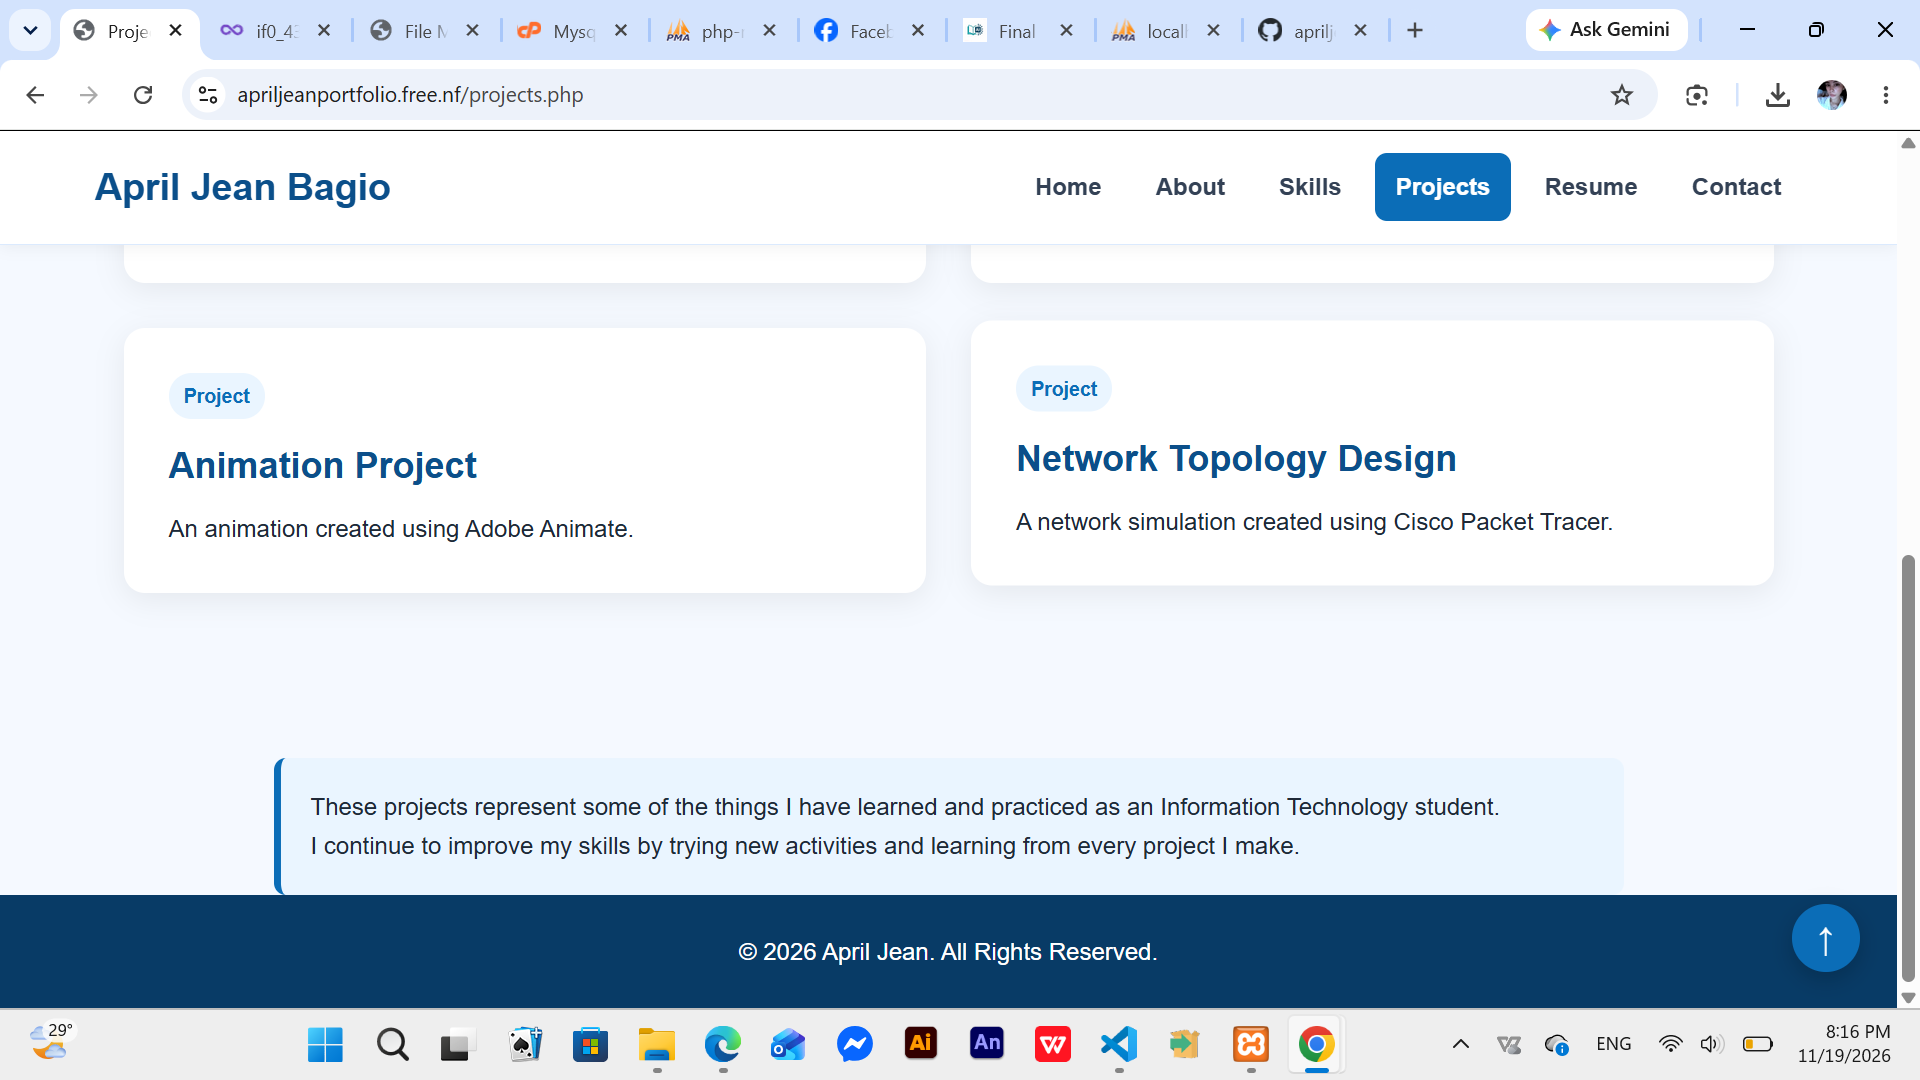 Proje
if0_43
File M
Mysq
php-
Faceb
Final
locall
aprilj
Ask Gemini
apriljeanportfolio.free.nf/projects.php
April Jean Bagio
Home
About
Skills
Projects
Resume
Contact
Project
Animation Project
An animation created using Adobe Animate.
Project
Network Topology Design
A network simulation created using Cisco Packet Tracer.
These projects represent some of the things I have learned and practiced as an Information Technology student.
I continue to improve my skills by trying new activities and learning from every project I make.
© 2026 April Jean. All Rights Reserved.
29°
ENG
8:16 PM
11/19/2026